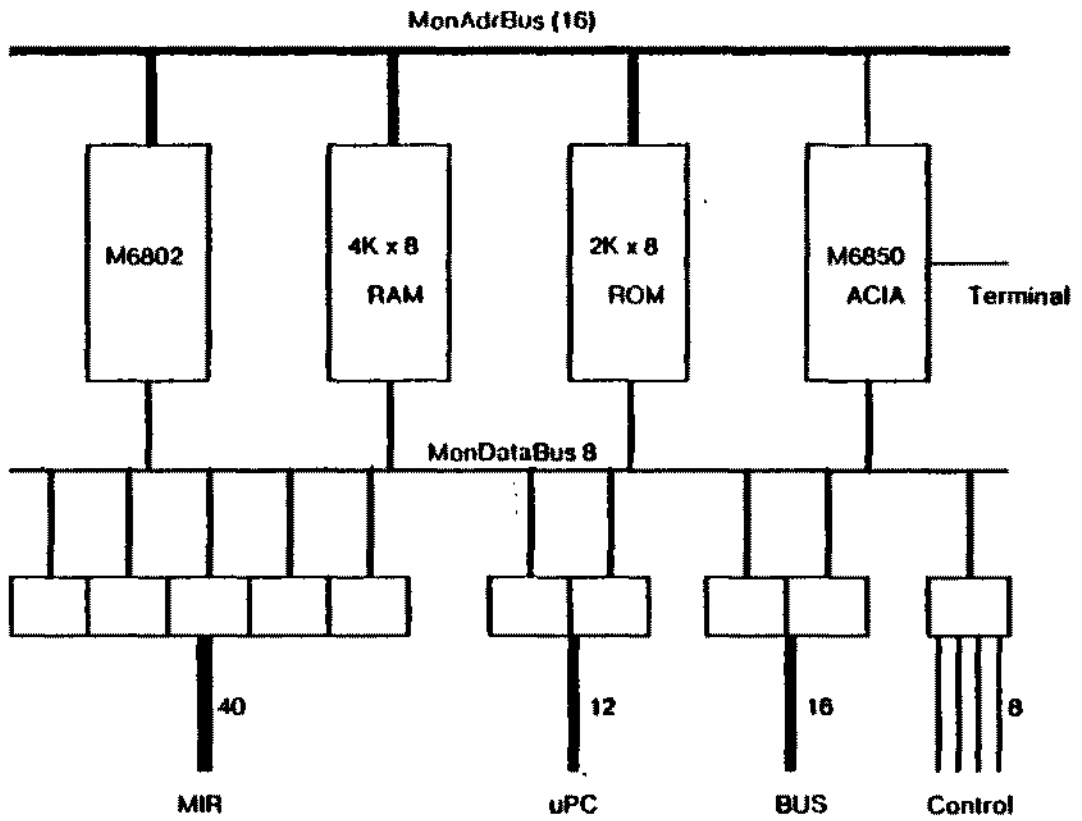 MonAdrBus (16)
M6802
4K x 8
RAM
2K x 8
ROM
M6850
ACIA
Terminal
MonDataBus 8
40
12
16
8
MIR
uPC
BUS
Control